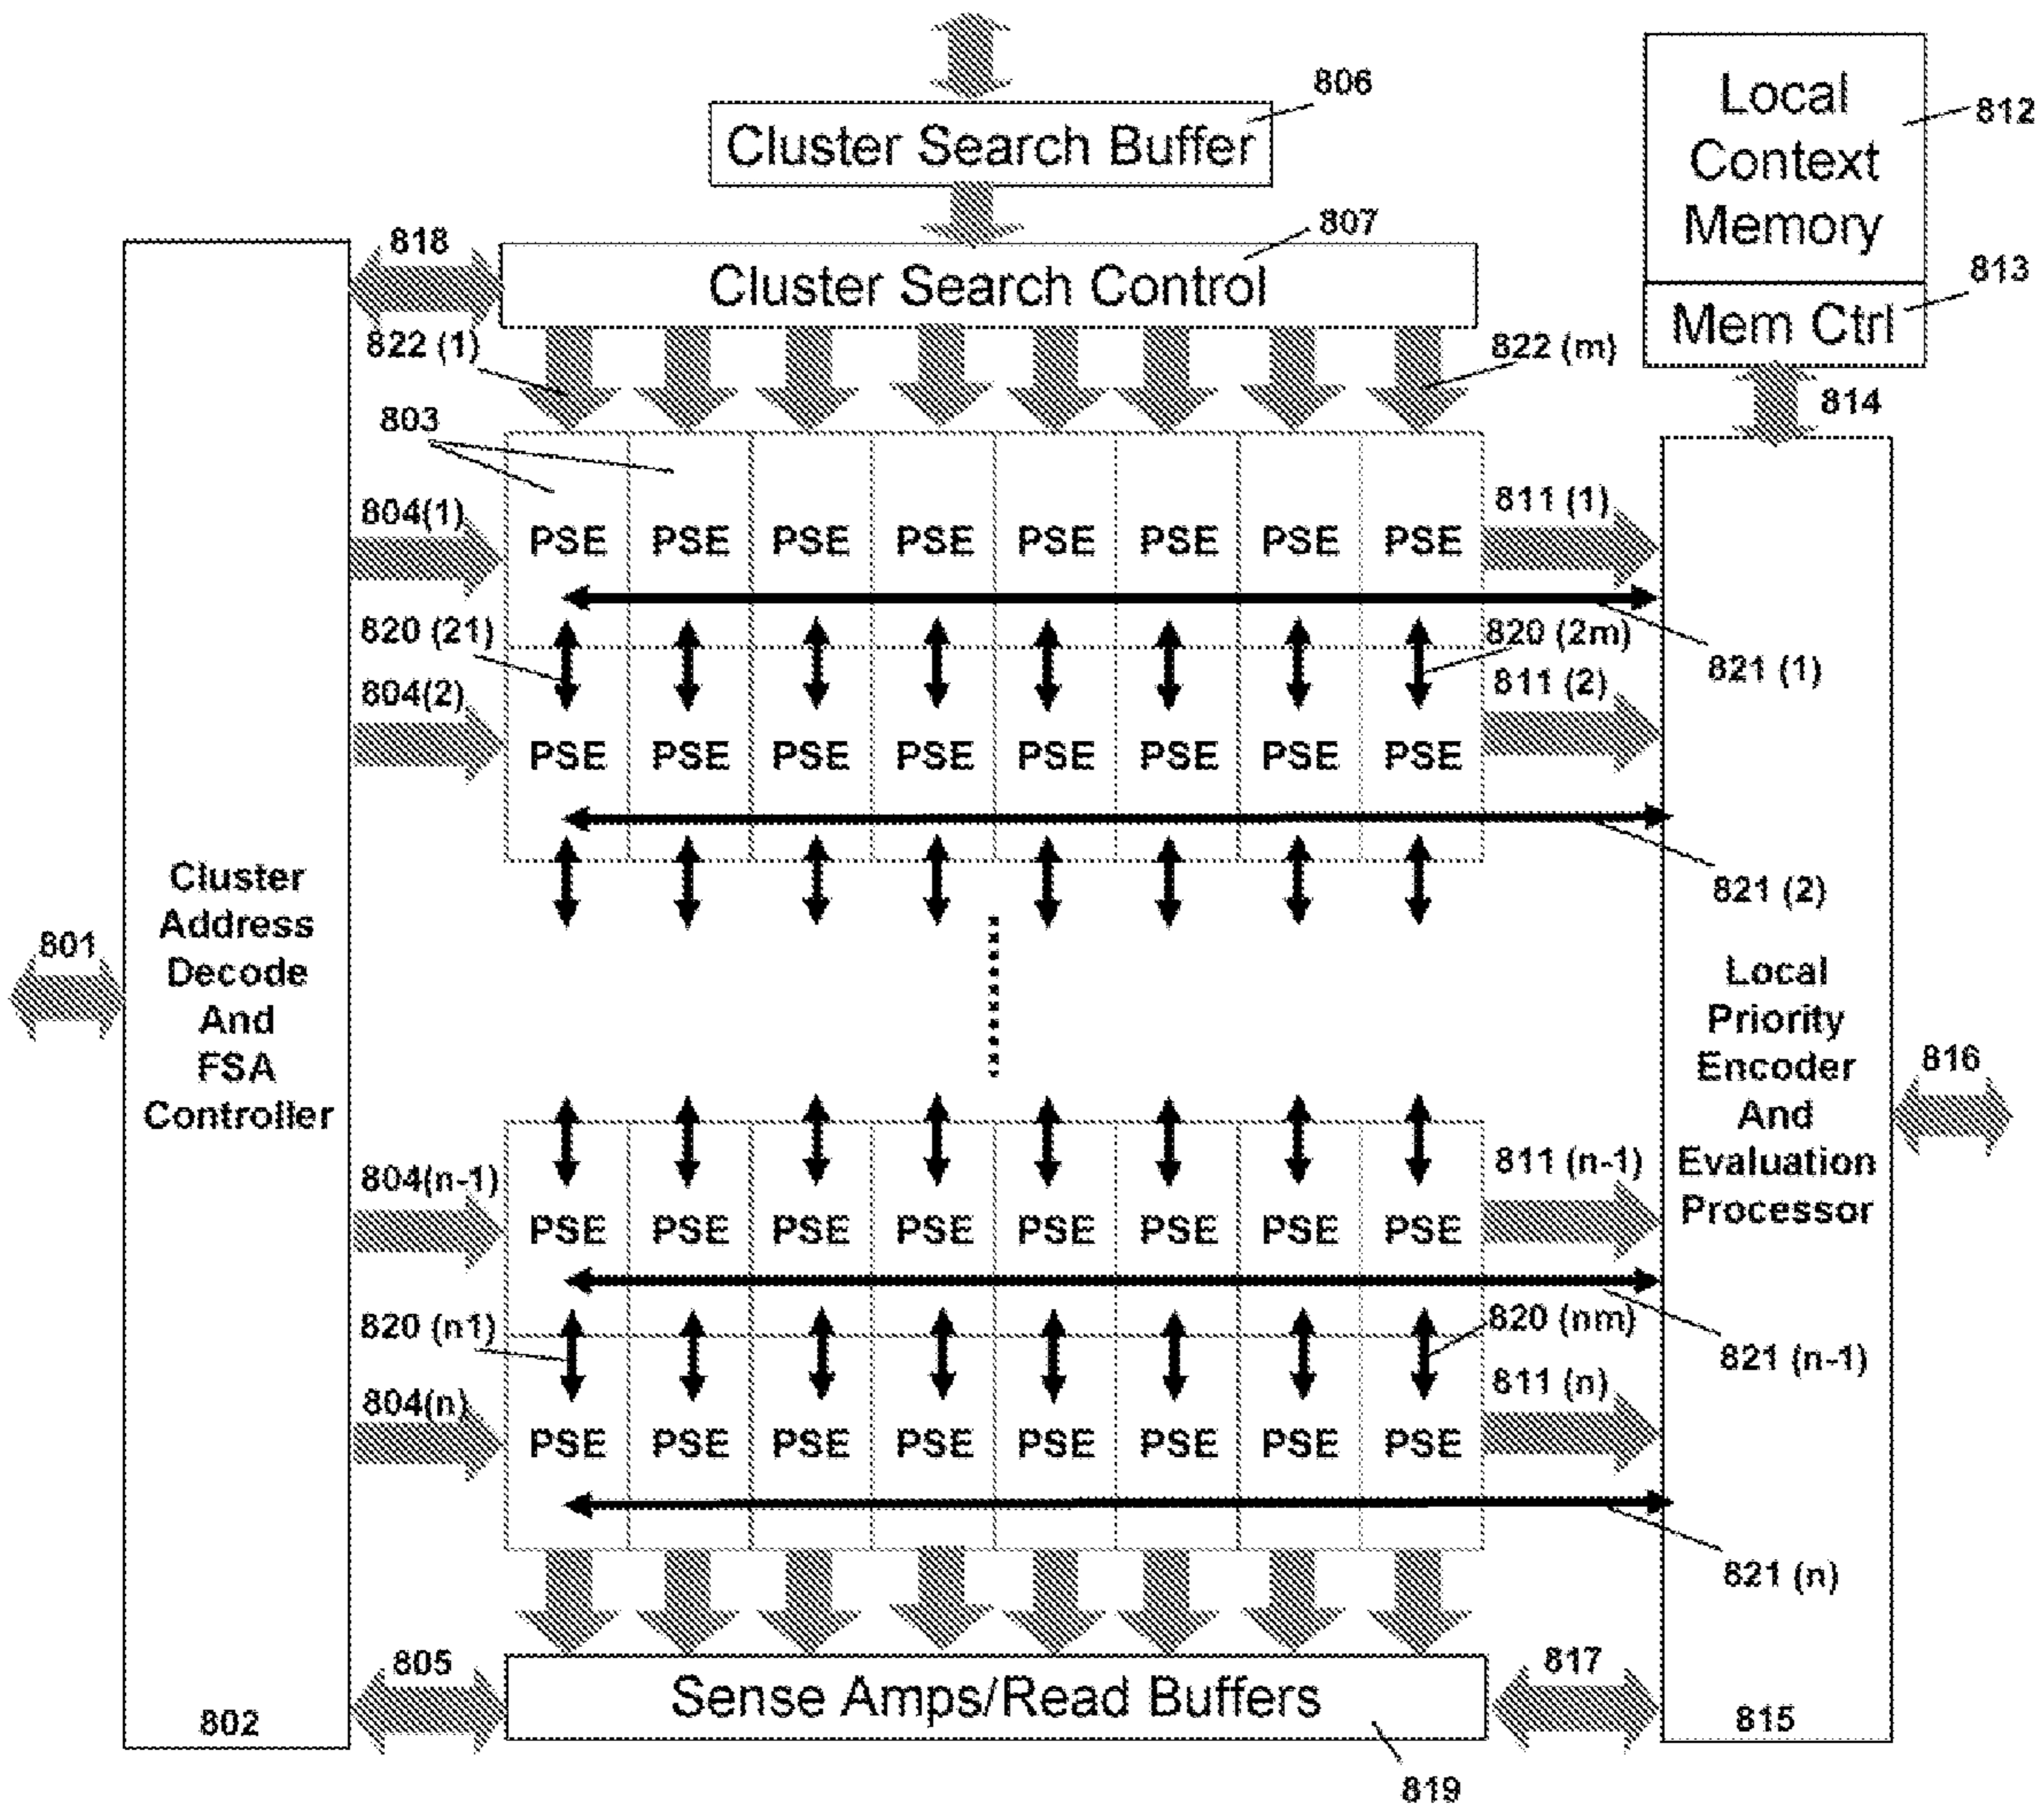 806
Cluster Search Buffer
Local
Context
Memory
812
818
807
Cluster Search Control
813
Mem Ctrl
822 (1)
822 (m)
814
803
804(1)
PSE PSE PSE PSE PSE PSE PSE PSE
811 (1)
820 (21)
820 (2m)
821 (1)
804(2)
811 (2)
PSE PSE PSE PSE PSE PSE PSE PSE
821 (2)
Cluster
Address
Decode
And
FSA
Controller
801
Local
Priority
Encoder
And
Evaluation
Processor
816
804(n-1)
811 (n-1)
PSE PSE PSE PSE PSE PSE PSE PSE
820 (n1)
820 (nm)
821 (n-1)
804(n)
811 (n)
PSE PSE PSE PSE PSE PSE PSE PSE
821 (n)
805
Sense Amps/Read Buffers
817
802
815
819